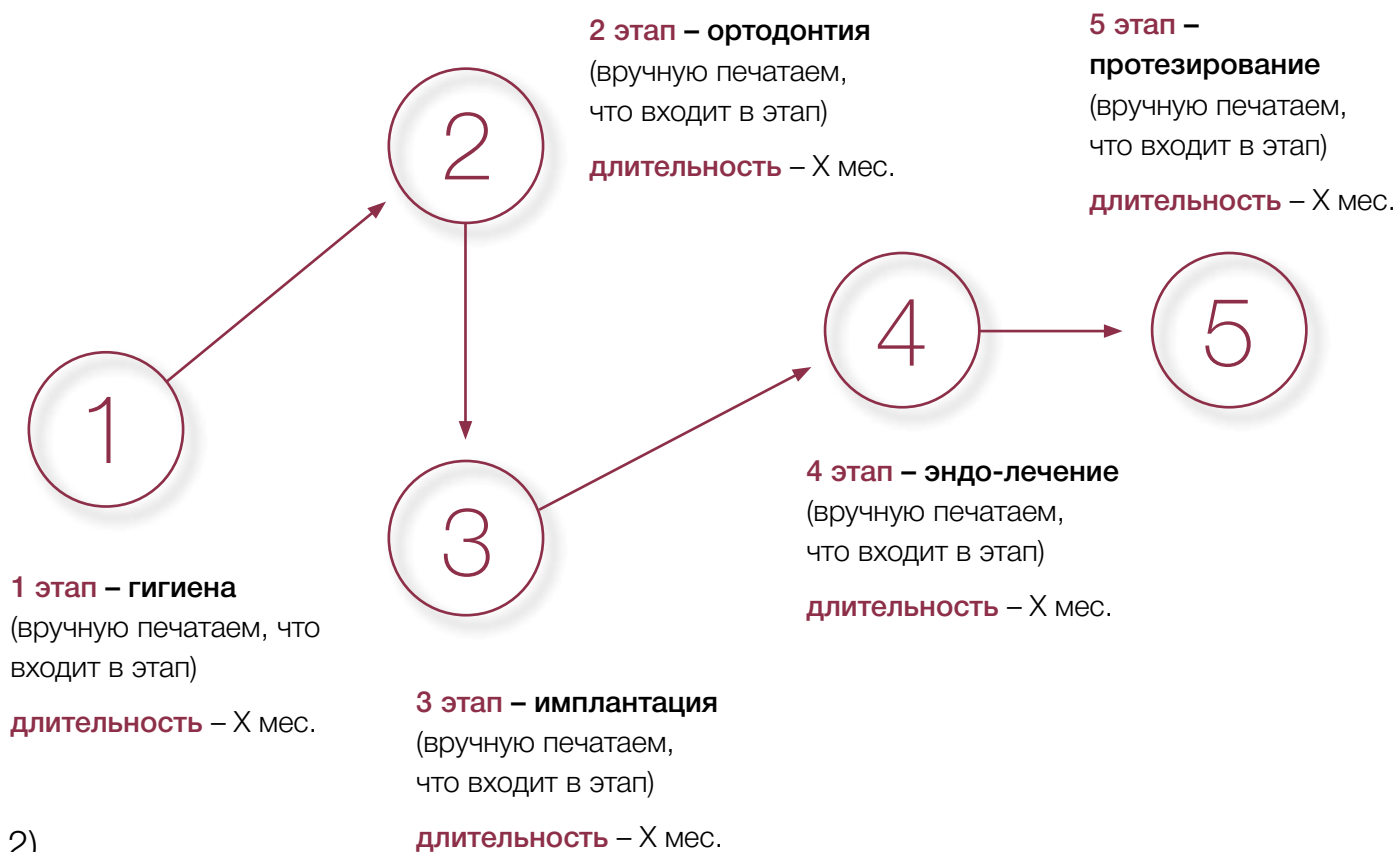 2 этап – ортодонтия
(вручную печатаем,
что входит в этап)
длительность – X мес.
5 этап –
протезирование
(вручную печатаем,
что входит в этап)
длительность – X мес.
2
4
5
1
3
1 этап – гигиена
(вручную печатаем, что
входит в этап)
длительность – X мес.
4 этап – эндо-лечение
(вручную печатаем,
что входит в этап)
длительность – X мес.
3 этап – имплантация
(вручную печатаем,
что входит в этап)
длительность – X мес.
2)